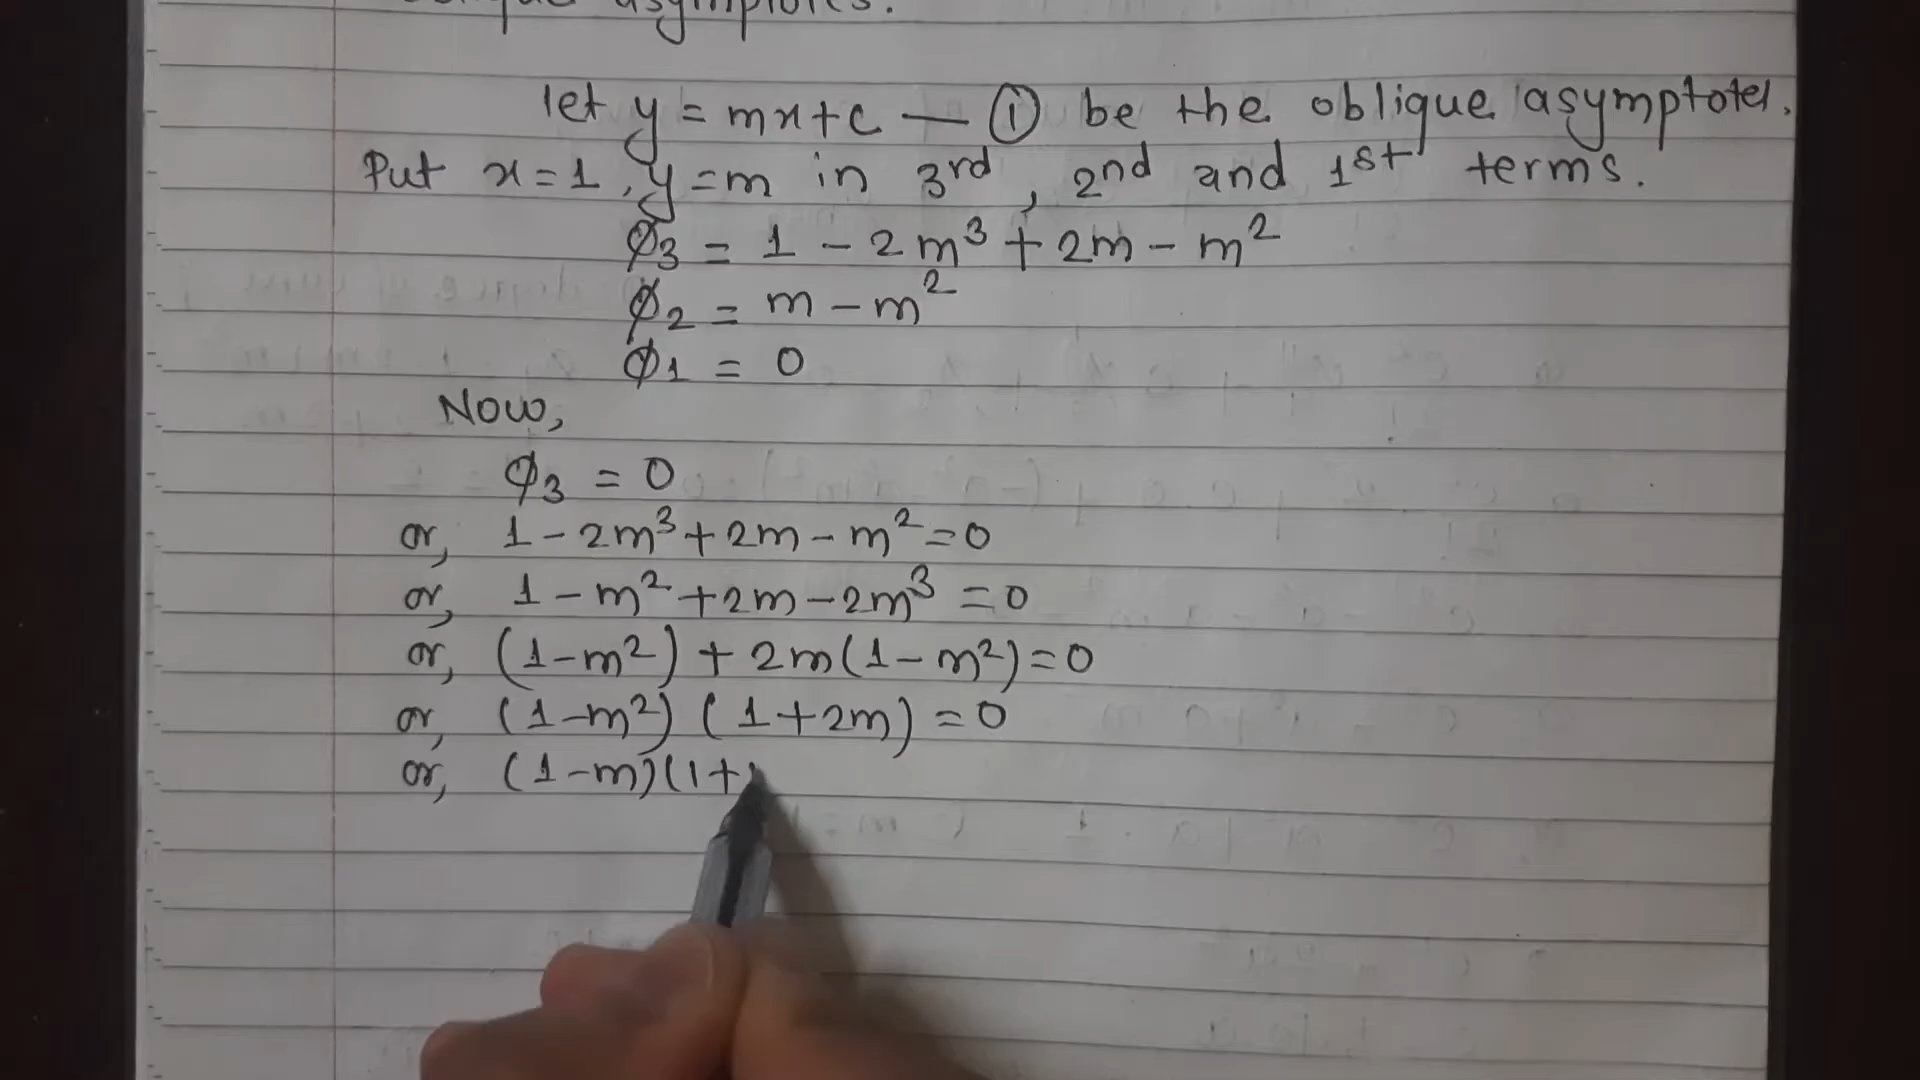 oblique asymptotes.
let y = mx + c — ① be the oblique asymptotes.
Put x = 1, y = m in 3rd, 2nd and 1st terms.
ϕ₃ = 1 - 2m³ + 2m - m²
ϕ₂ = m - m²
ϕ₁ = 0
Now,
ϕ₃ = 0
or, 1 - 2m³ + 2m - m² = 0
or, 1 - m² + 2m - 2m³ = 0
or, (1 - m²) + 2m(1 - m²) = 0
or, (1 - m²) (1 + 2m) = 0
or, (1 - m)(1 +